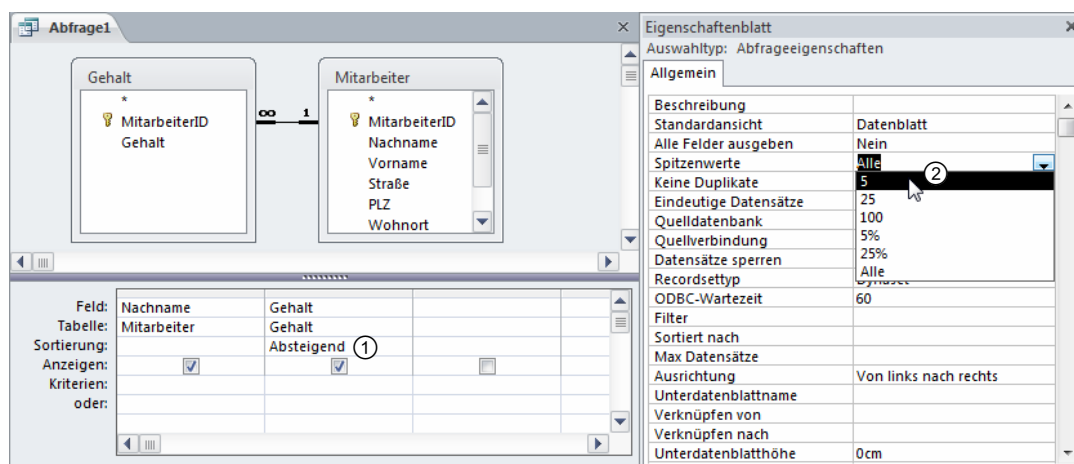 Abfrage1
Gehalt
*
MitarbeiterID
Gehalt
∞ 1
Mitarbeiter
*
MitarbeiterID
Nachname
Vorname
Straße
PLZ
Wohnort
Feld: Nachname Gehalt
Tabelle: Mitarbeiter Gehalt
Sortierung: Absteigend 1
Anzeigen:
Kriterien:
oder:
Eigenschaftenblatt
Auswahltyp: Abfrageeigenschaften
Allgemein
Beschreibung
Standardansicht Datenblatt
Alle Felder ausgeben Nein
Spitzenwerte Alle
Keine Duplikate 5 2
Eindeutige Datensätze 25
Quelldatenbank 100
Quellverbindung 5%
Datensätze sperren 25%
Alle
Recordsettyp Dynaset
ODBC-Wartezeit 60
Filter
Sortiert nach
Max Datensätze
Ausrichtung Von links nach rechts
Unterdatenblattname
Verknüpfen von
Verknüpfen nach
Unterdatenblatthöhe 0cm